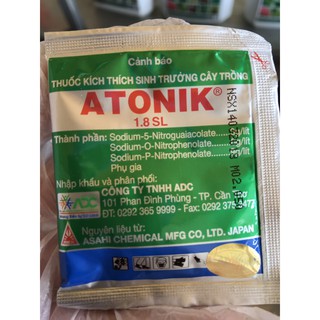 Cảnh báo
THUỐC KÍCH THÍCH SINH TRƯỞNG CÂY TRỒNG
ATONIK®
1.8 SL
Thành phần: Sodium-5-Nitroguaiacolate
Sodium-O-Nitrophenolate
Sodium-P-Nitrophenolate
Phụ gia
Nhập khẩu và phân phối:
CÔNG TY TNHH ADC
101 Phan Đình Phùng - TP. Cần Thơ
ĐT: 0292 365 9999 - Fax: 0292
ADC
Nguyên liệu từ:
ASAHI CHEMICAL MFG CO, LTD. JAPAN